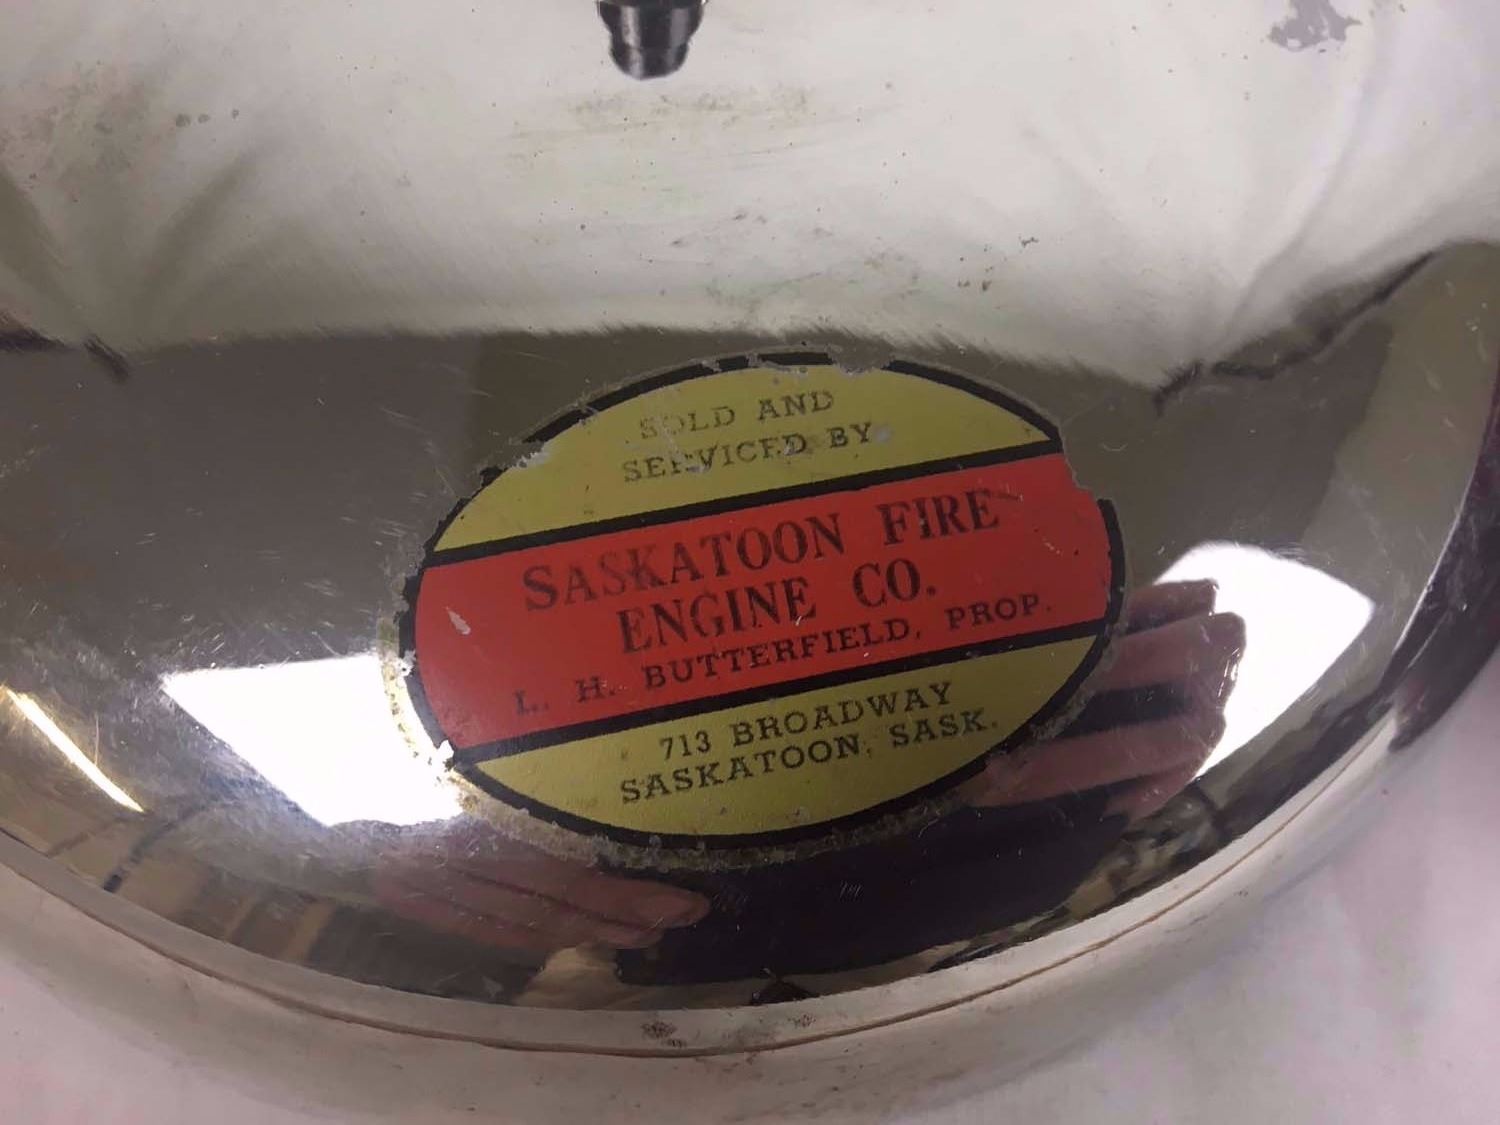 SOLD AND
SERVICED BY
SASKATOON FIRE
ENGINE CO.
L. H. BUTTERFIELD, PROP.
713 BROADWAY
SASKATOON, SASK.